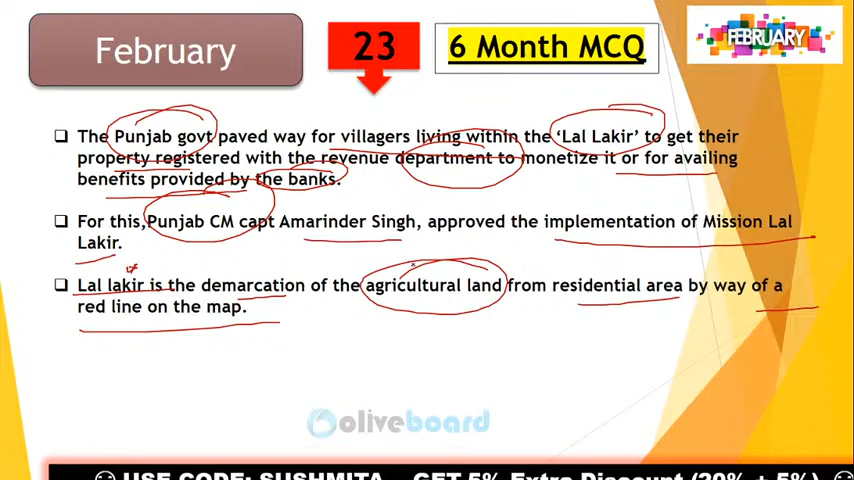 February
23
6 Month MCQ
FEBRUARY
The Punjab govt paved way for villagers living within the ‘Lal Lakir’ to get their
property registered with the revenue department to monetize it or for availing
benefits provided by the banks.
For this,Punjab CM capt Amarinder Singh, approved the implementation of Mission Lal
Lakir.
Lal lakir is the demarcation of the agricultural land from residential area by way of a
red line on the map.
oliveboard
USE CODE: SUSHMITA GET 5% Extra Discount (20% + 5%)